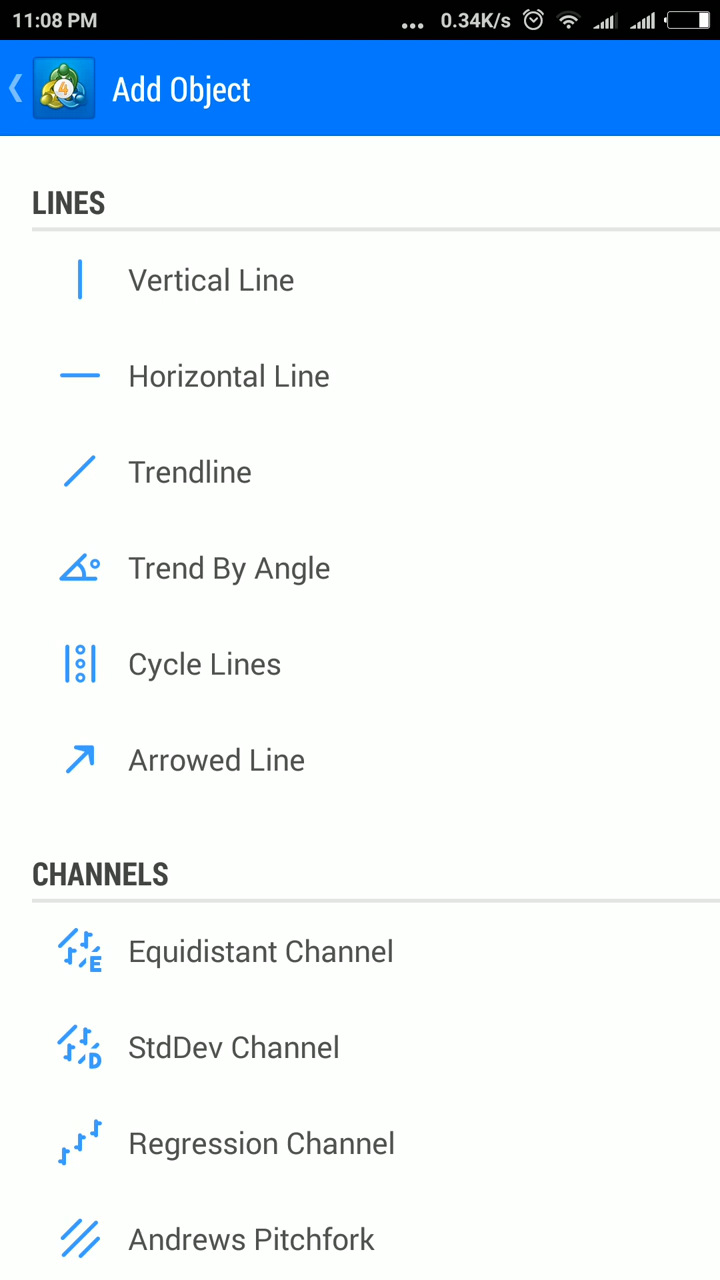 11:08 PM ... 0.34K/s
4
Add Object
LINES
Vertical Line
Horizontal Line
Trendline
Trend By Angle
Cycle Lines
Arrowed Line
CHANNELS
E Equidistant Channel
D StdDev Channel
Regression Channel
Andrews Pitchfork